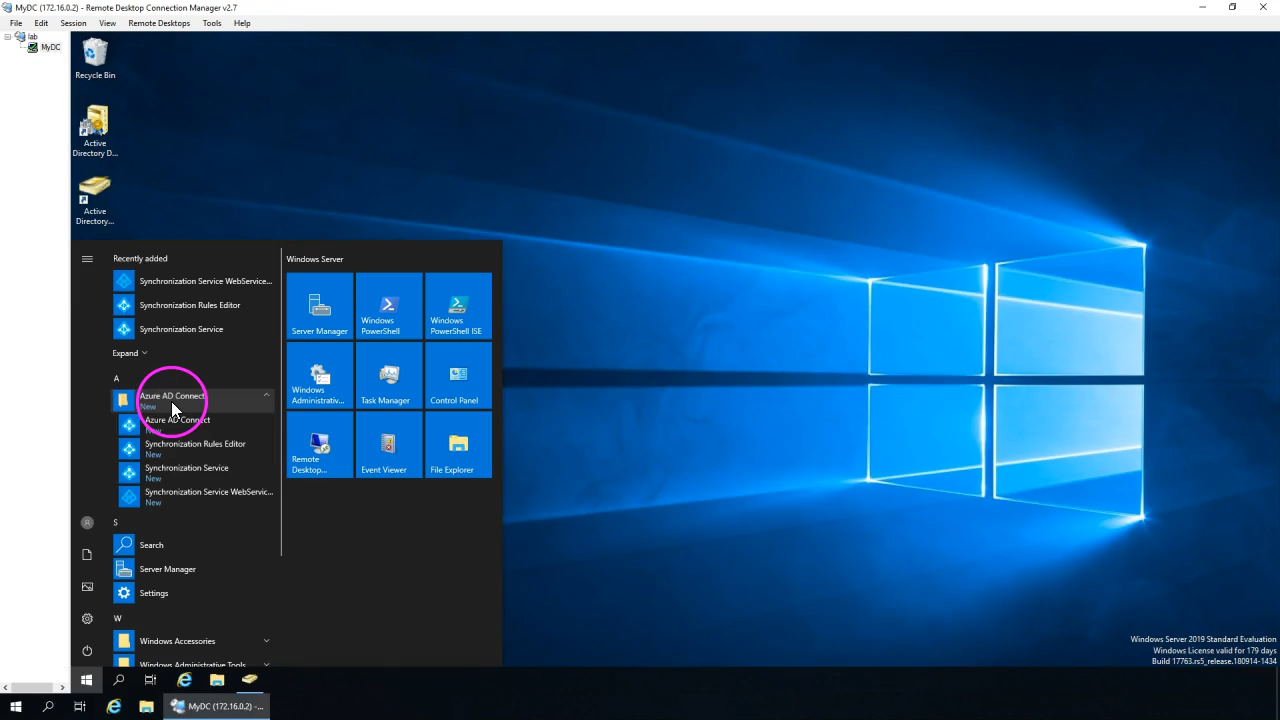 MyDC (172.16.0.2) - Remote Desktop Connection Manager v2.7
File Edit Session View Remote Desktops Tools Help
lab
MyDC
Recycle Bin
Active
Directory D...
Active
Directory...
Recently added
Synchronization Service WebService...
Synchronization Rules Editor
Synchronization Service
Expand
A
Azure AD Connect
New
Azure AD Connect
New
Synchronization Rules Editor
New
Synchronization Service
New
Synchronization Service WebServic...
New
S
Search
Server Manager
Settings
W
Windows Accessories
Windows Administrative Tools
Windows Server
Server Manager
Windows
PowerShell
Windows
PowerShell ISE
Windows
Administrativ...
Task Manager
Control Panel
Remote
Desktop...
Event Viewer
File Explorer
Windows Server 2019 Standard Evaluation
Windows License valid for 179 days
Build 17763.rs5_release.180914-1434
MyDC (172.16.0.2) -...